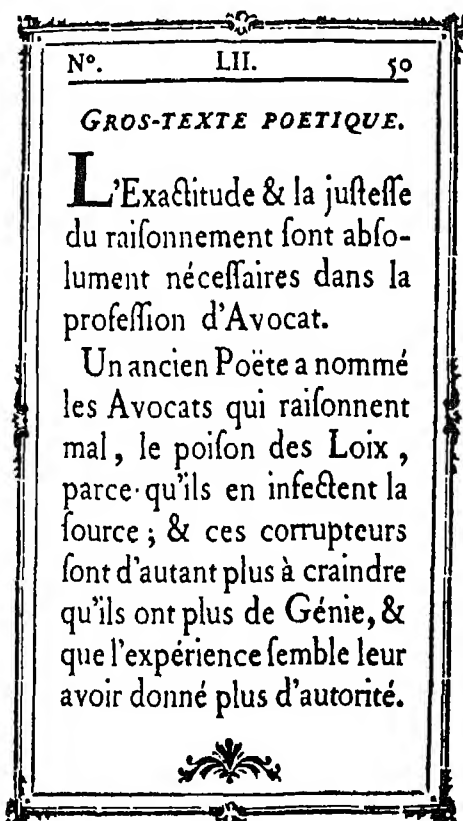 Nº. LII. 50
GROS-TEXTE POETIQUE.
L'Exactitude & la juſteſſe
du raiſonnement ſont abſo-
lument néceſſaires dans la
profeſſion d'Avocat.
Un ancien Poëte a nommé
les Avocats qui raiſonnent
mal, le poiſon des Loix,
parce qu'ils en infectent la
ſource; & ces corrupteurs
ſont d'autant plus à craindre
qu'ils ont plus de Génie, &
que l'expérience ſemble leur
avoir donné plus d'autorité.